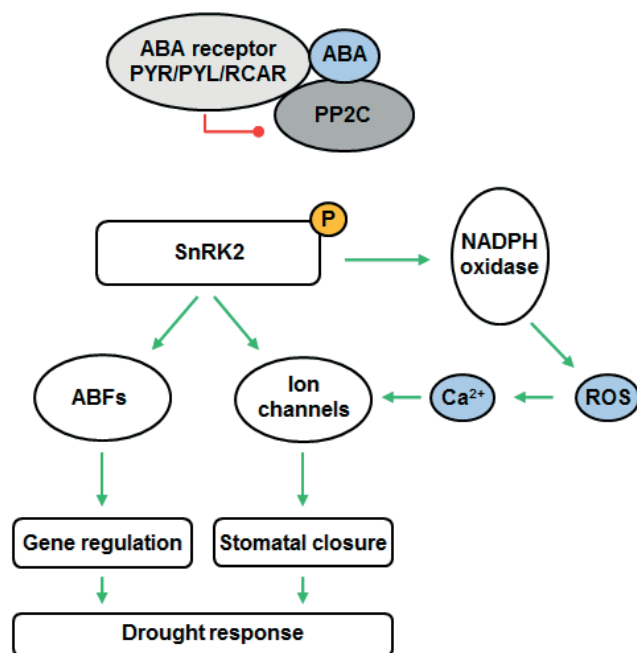 ABA receptor
PYR/PYL/RCAR
ABA
PP2C
P
SnRK2
NADPH
oxidase
ABFs
Ion
channels
Ca²⁺
ROS
Gene regulation
Stomatal closure
Drought response